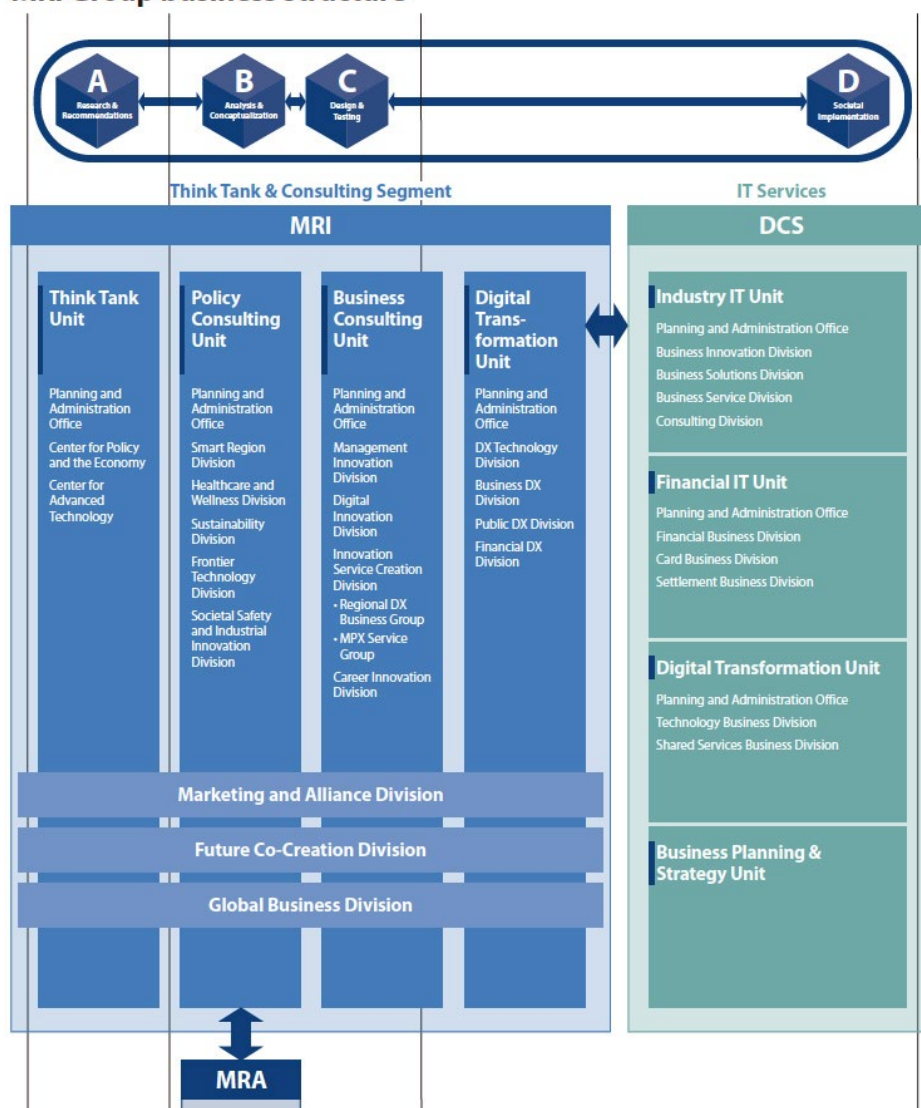 A
Research &
Recommendations
B
Analysis &
Conceptualization
C
Design &
Testing
D
Societal
Implementation
Think Tank & Consulting Segment
MRI
Think Tank
Unit
Planning and
Administration
Office
Center for Policy
and the Economy
Center for
Advanced
Technology
Policy
Consulting
Unit
Planning and
Administration
Office
Smart Region
Division
Healthcare and
Wellness Division
Sustainability
Division
Frontier
Technology
Division
Societal Safety
and Industrial
Innovation
Division
Business
Consulting
Unit
Planning and
Administration
Office
Management
Innovation
Division
Digital
Innovation
Division
Innovation
Service Creation
Division
• Regional DX
Business Group
• MPX Service
Group
Career Innovation
Division
Digital
Trans-
formation
Unit
Planning and
Administration
Office
DX Technology
Division
Business DX
Division
Public DX Division
Financial DX
Division
Marketing and Alliance Division
Future Co-Creation Division
Global Business Division
MRA
IT Services
DCS
Industry IT Unit
Planning and Administration Office
Business Innovation Division
Business Solutions Division
Business Service Division
Consulting Division
Financial IT Unit
Planning and Administration Office
Financial Business Division
Card Business Division
Settlement Business Division
Digital Transformation Unit
Planning and Administration Office
Technology Business Division
Shared Services Business Division
Business Planning &
Strategy Unit